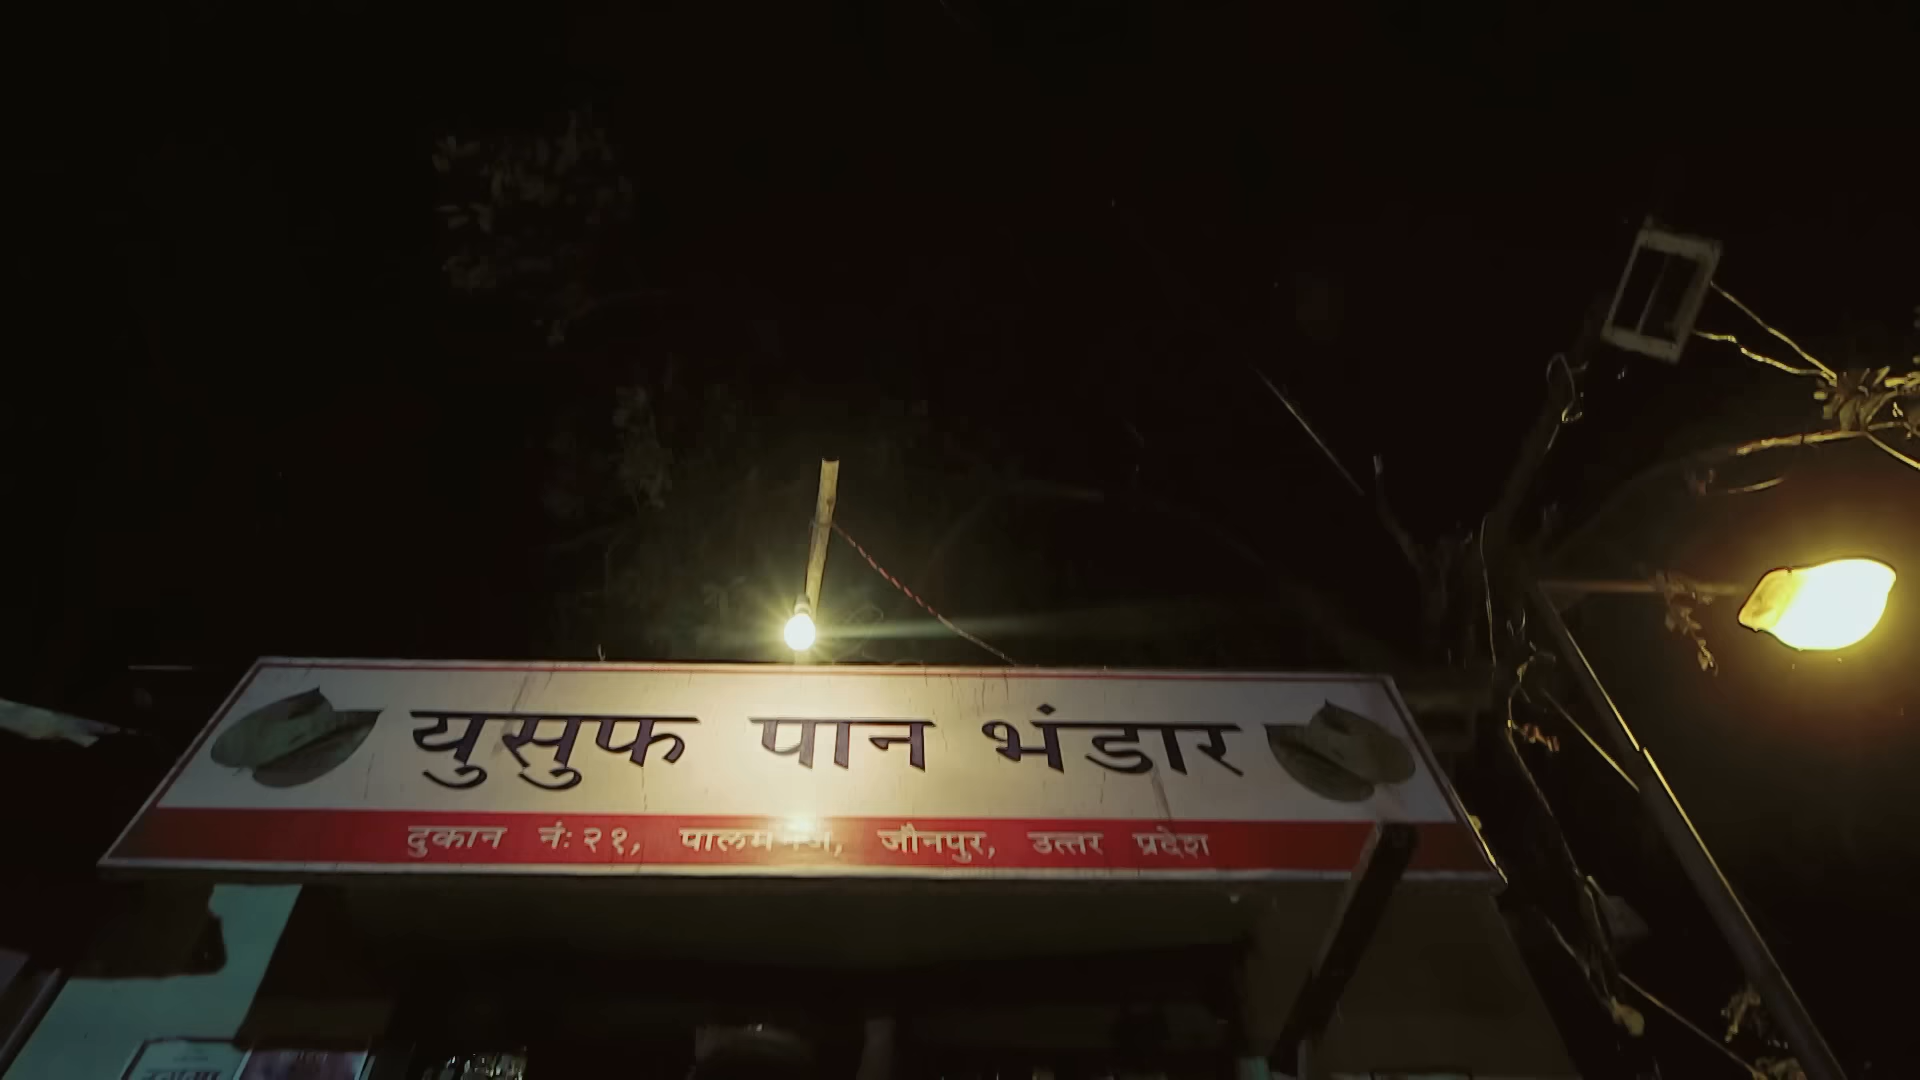 युसुफ पान भंडार
दुकान नं: २१, जौनपुर, उत्तर प्रदेश